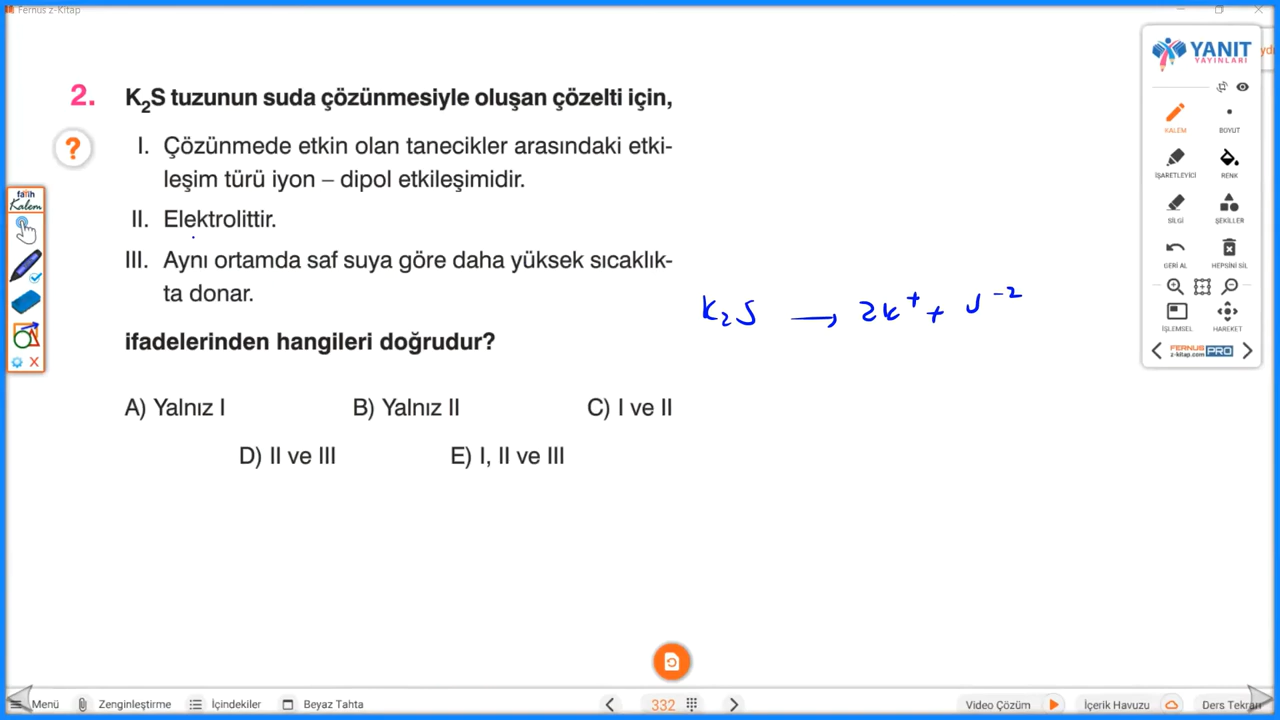 Fernus z-Kitap
YANIT
YAYINLARI
2. K2S tuzunun suda çözünmesiyle oluşan çözelti için,
I. Çözünmede etkin olan tanecikler arasındaki etki-
leşim türü iyon – dipol etkileşimidir.
II. Elektrolittir.
III. Aynı ortamda saf suya göre daha yüksek sıcaklık-
ta donar.
ifadelerinden hangileri doğrudur?
A) Yalnız I B) Yalnız II C) I ve II
D) II ve III E) I, II ve III
K2S → 2K+ + S-2
?
fatih
Kalem
X
KALEM BOYUT
İŞARETLEYİCİ RENK
SİLGİ ŞEKİLLER
GERİ AL HEPSİNİ SİL
İŞLEMSEL HAREKET
FERNUS
z-kitap.com PRO
Menü Zenginleştirme İçindekiler Beyaz Tahta 332 Video Çözüm İçerik Havuzu Ders Tekrarı